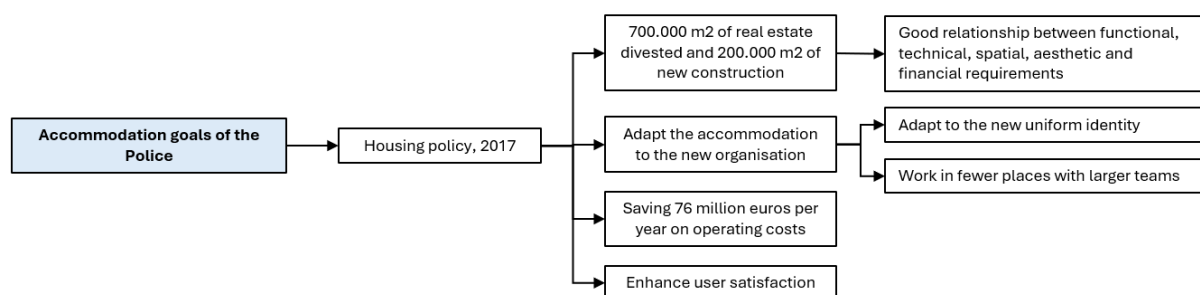 Accommodation goals of the
Police
Housing policy, 2017
700.000 m2 of real estate
divested and 200.000 m2 of
new construction
Good relationship between functional,
technical, spatial, aesthetic and
financial requirements
Adapt the accommodation
to the new organisation
Adapt to the new uniform identity
Work in fewer places with larger teams
Saving 76 million euros per
year on operating costs
Enhance user satisfaction